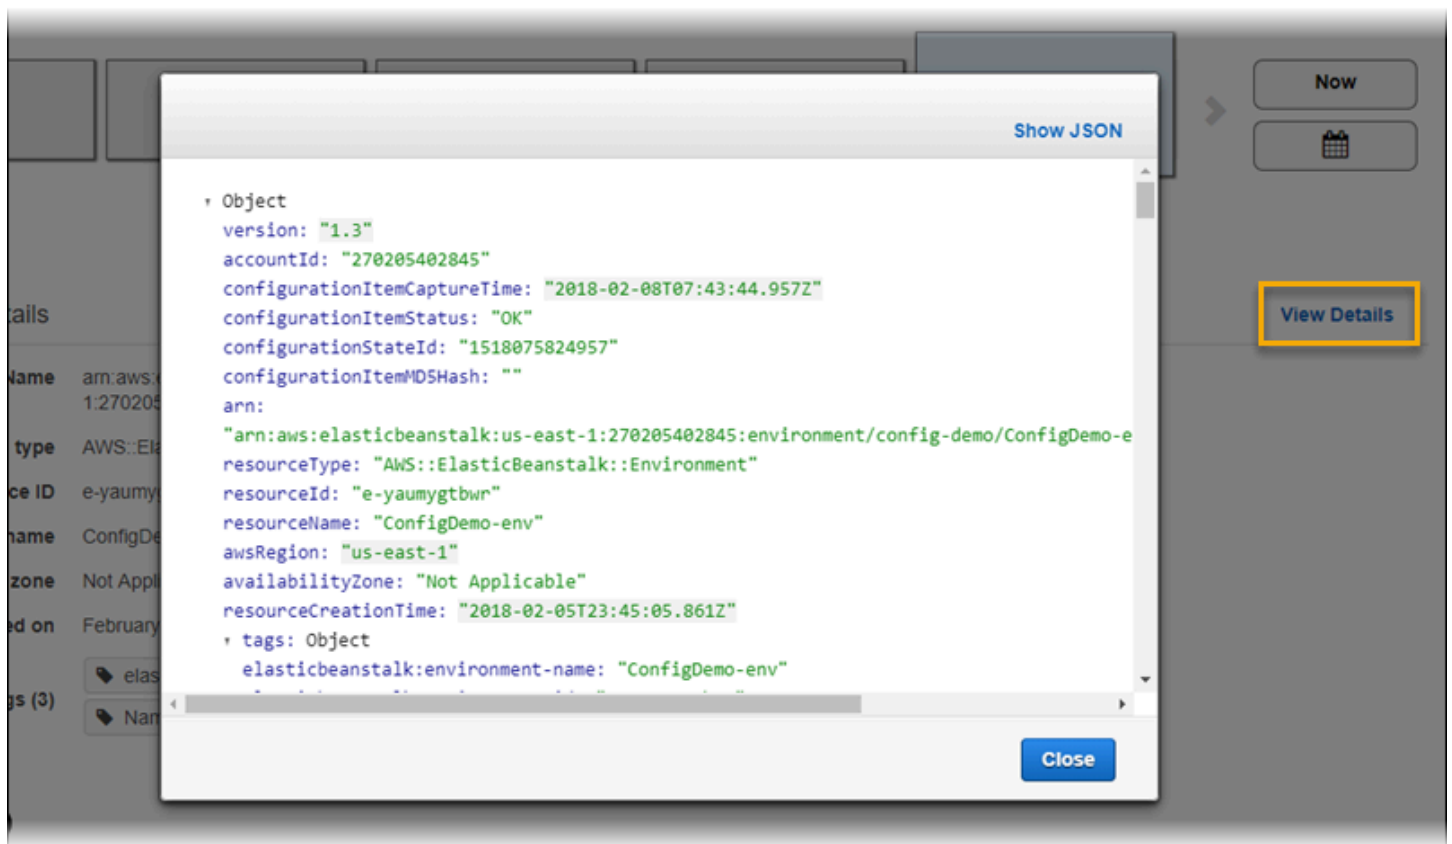 Now
Show JSON
Object
version: "1.3"
accountId: "270205402845"
configurationItemCaptureTime: "2018-02-08T07:43:44.957Z"
configurationItemStatus: "OK"
configurationStateId: "1518075824957"
configurationItemMD5Hash: ""
arn:
"arn:aws:elasticbeanstalk:us-east-1:270205402845:environment/config-demo/ConfigDemo-e
resourceType: "AWS::ElasticBeanstalk::Environment"
resourceId: "e-yaumygtbwr"
resourceName: "ConfigDemo-env"
awsRegion: "us-east-1"
availabilityZone: "Not Applicable"
resourceCreationTime: "2018-02-05T23:45:05.861Z"
tags: Object
elasticbeanstalk:environment-name: "ConfigDemo-env"
Close
View Details
tails
Name arn:aws:e
1:270205
type AWS::Ela
ce ID e-yaumyg
name ConfigDe
zone Not Appl
ed on February
gs (3) elas
Nam